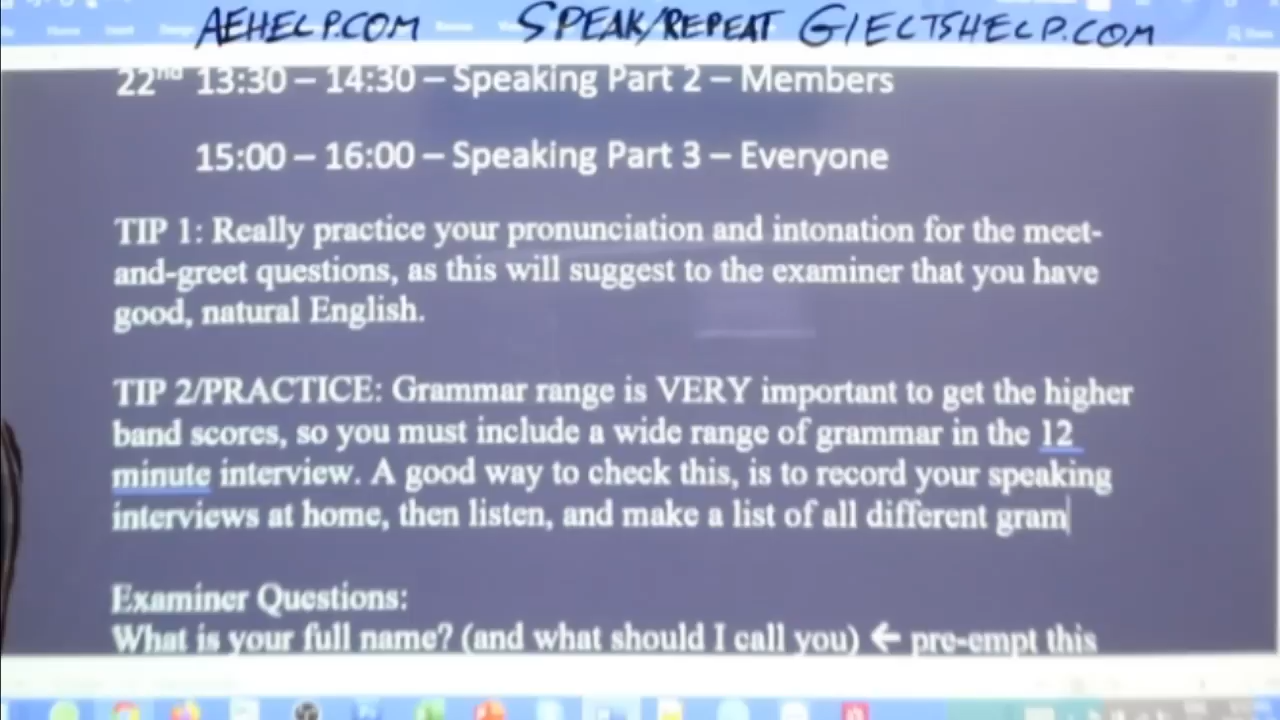 AEHELP.COM SPEAK/REPEAT GIELTSHELP.COM
22nd 13:30 – 14:30 – Speaking Part 2 – Members
15:00 – 16:00 – Speaking Part 3 – Everyone
TIP 1: Really practice your pronunciation and intonation for the meet-
and-greet questions, as this will suggest to the examiner that you have
good, natural English.
TIP 2/PRACTICE: Grammar range is VERY important to get the higher
band scores, so you must include a wide range of grammar in the 12
minute interview. A good way to check this, is to record your speaking
interviews at home, then listen, and make a list of all different gram
Examiner Questions:
What is your full name? (and what should I call you) ← pre-empt this